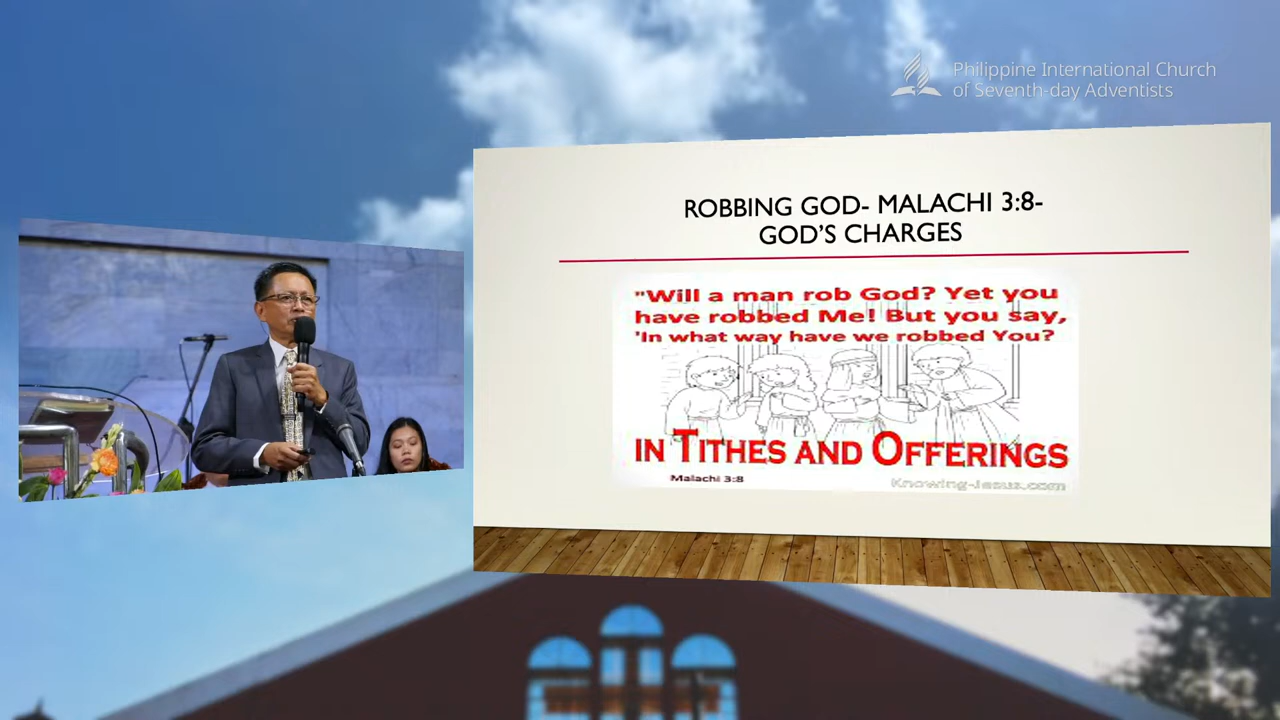 Philippine International Church
of Seventh-day Adventists
ROBBING GOD- MALACHI 3:8-
GOD'S CHARGES
"Will a man rob God? Yet you
have robbed Me! But you say,
'In what way have we robbed You?
IN TITHES AND OFFERINGS
Malachi 3:8
Knowing-Jesus.com